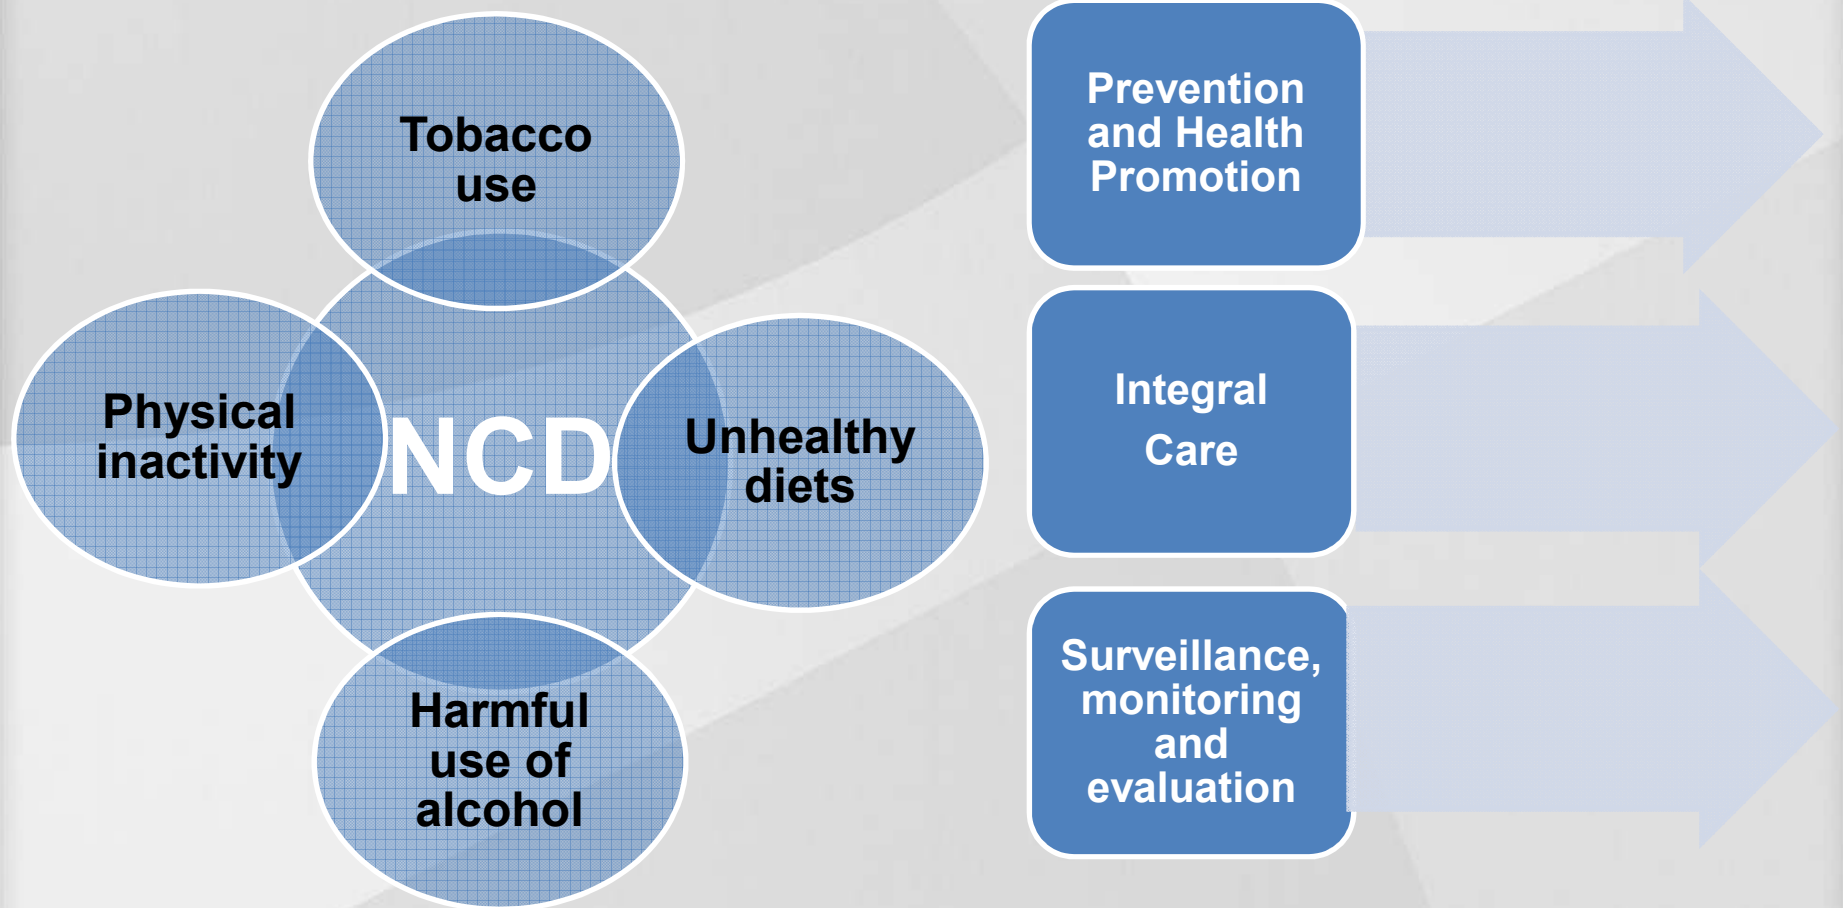 Tobacco
use
Physical
inactivity
NCD
Unhealthy
diets
Harmful
use of
alcohol
Prevention
and Health
Promotion
Integral
Care
Surveillance,
monitoring
and
evaluation